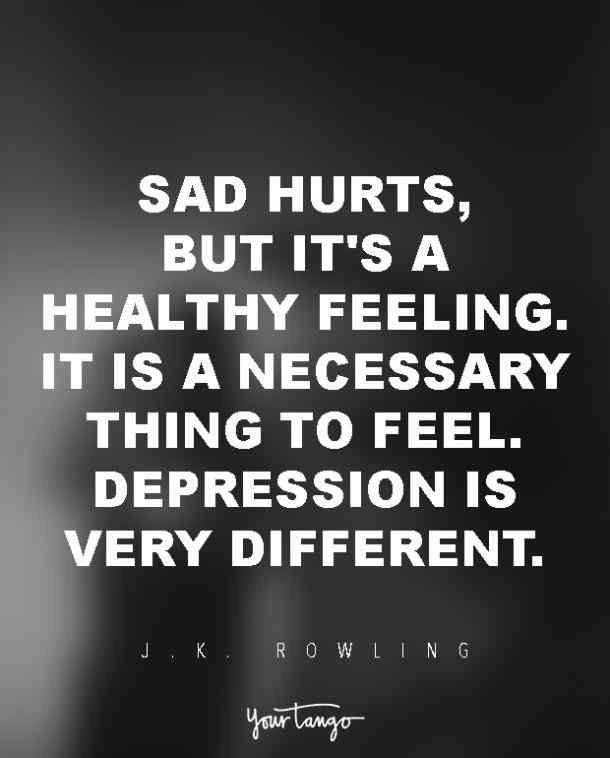 SAD HURTS,
BUT IT'S A
HEALTHY FEELING.
IT IS A NECESSARY
THING TO FEEL.
DEPRESSION IS
VERY DIFFERENT.
J.K. ROWLING
YourTango